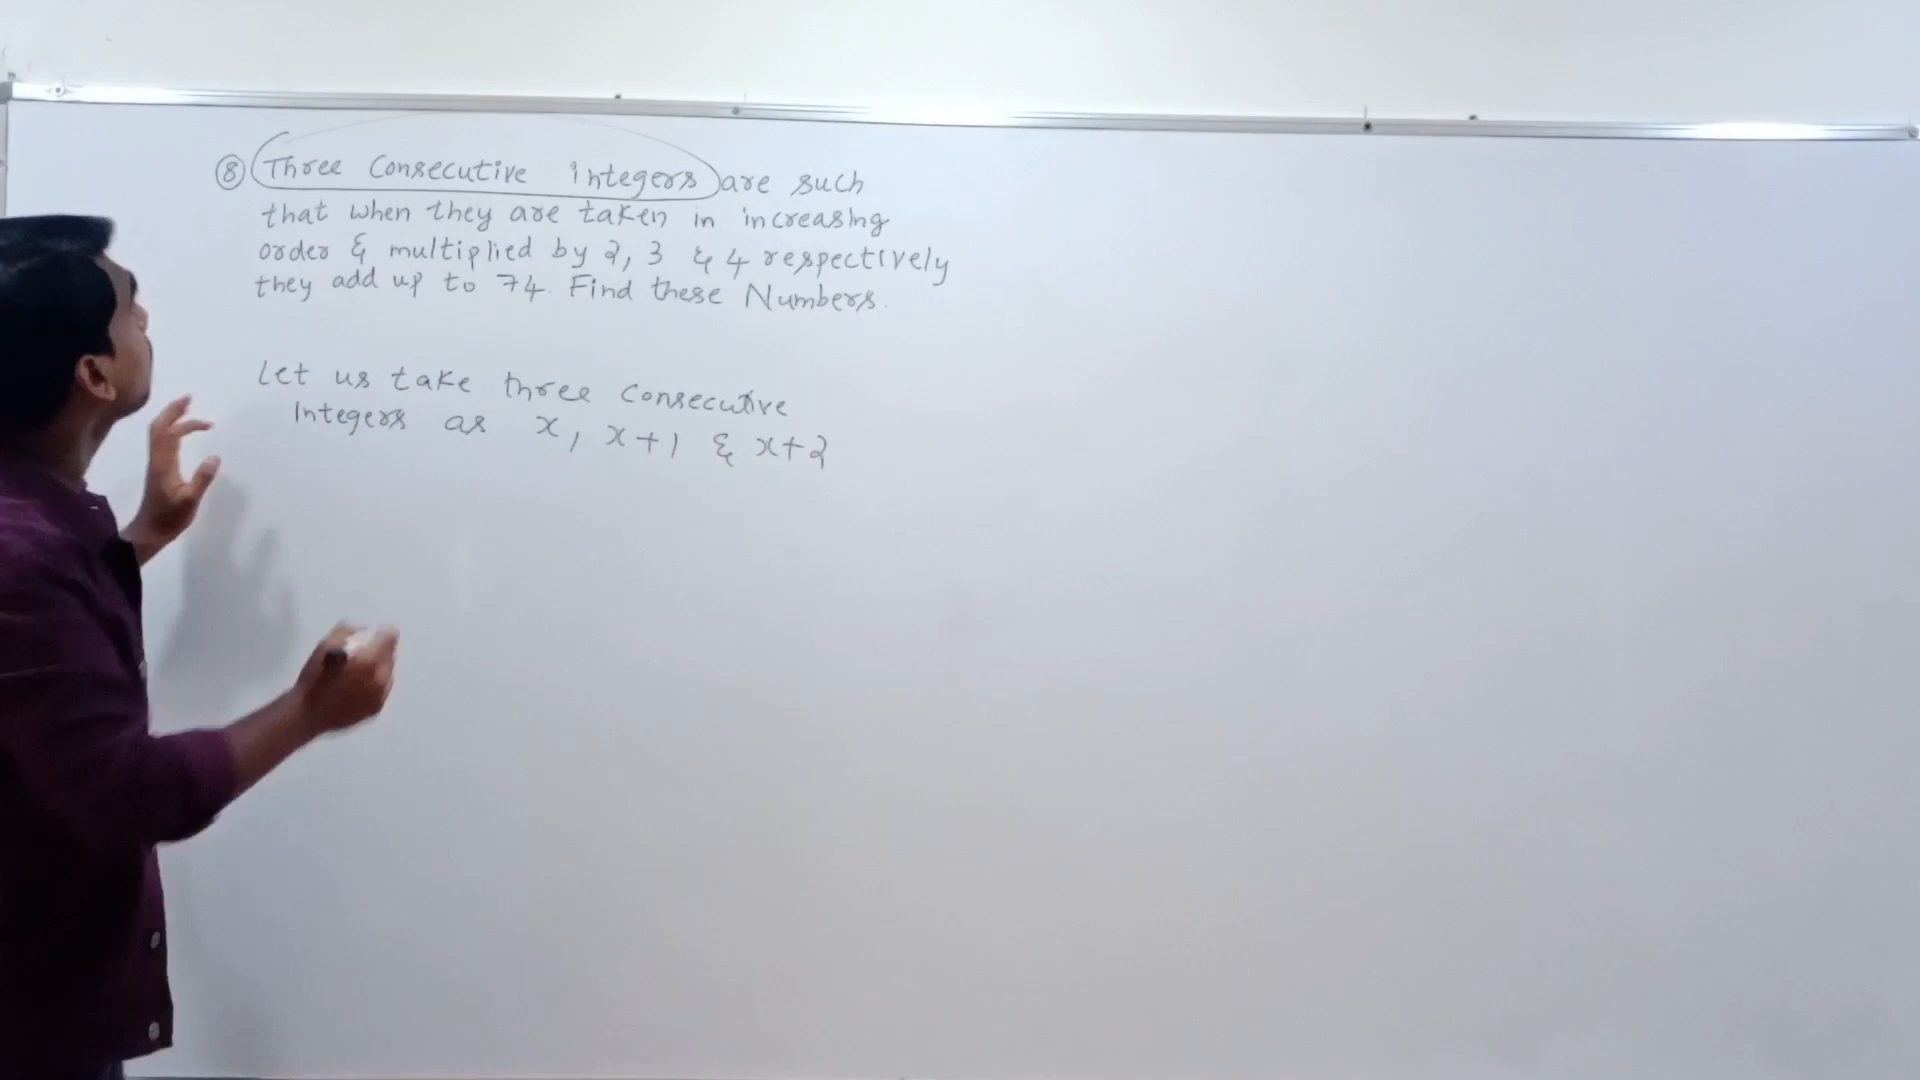 ⑧ Three Consecutive integers are such
that when they are taken in increasing
order & multiplied by 2, 3 & 4 respectively
they add up to 74. Find these Numbers.
Let us take three consecutive
Integers as x, x+1 & x+2